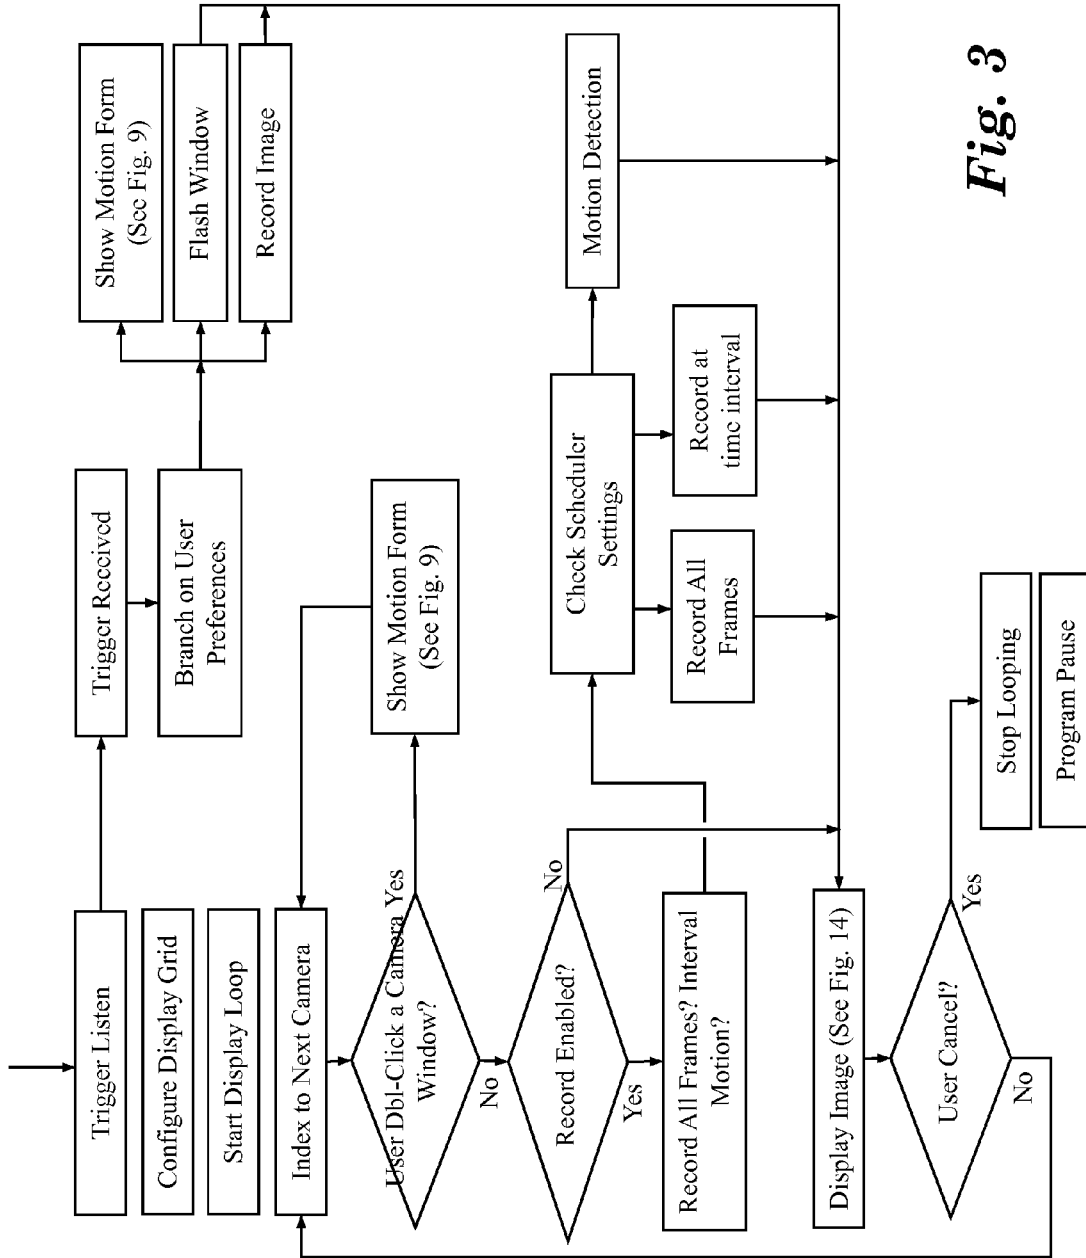 Trigger Listen
Configure Display Grid
Start Display Loop
Index to Next Camera
User Dbl-Click a Camera
Window?
Yes
No
Record Enabled?
No
Yes
Record All Frames? Interval
Motion?
Display Image (See Fig. 14)
User Cancel?
Yes
No
Trigger Received
Branch on User
Preferences
Show Motion Form
(See Fig. 9)
Check Scheduler
Settings
Record All
Frames
Record at
time interval
Stop Looping
Program Pause
Show Motion Form
(See Fig. 9)
Flash Window
Record Image
Motion Detection
Fig. 3